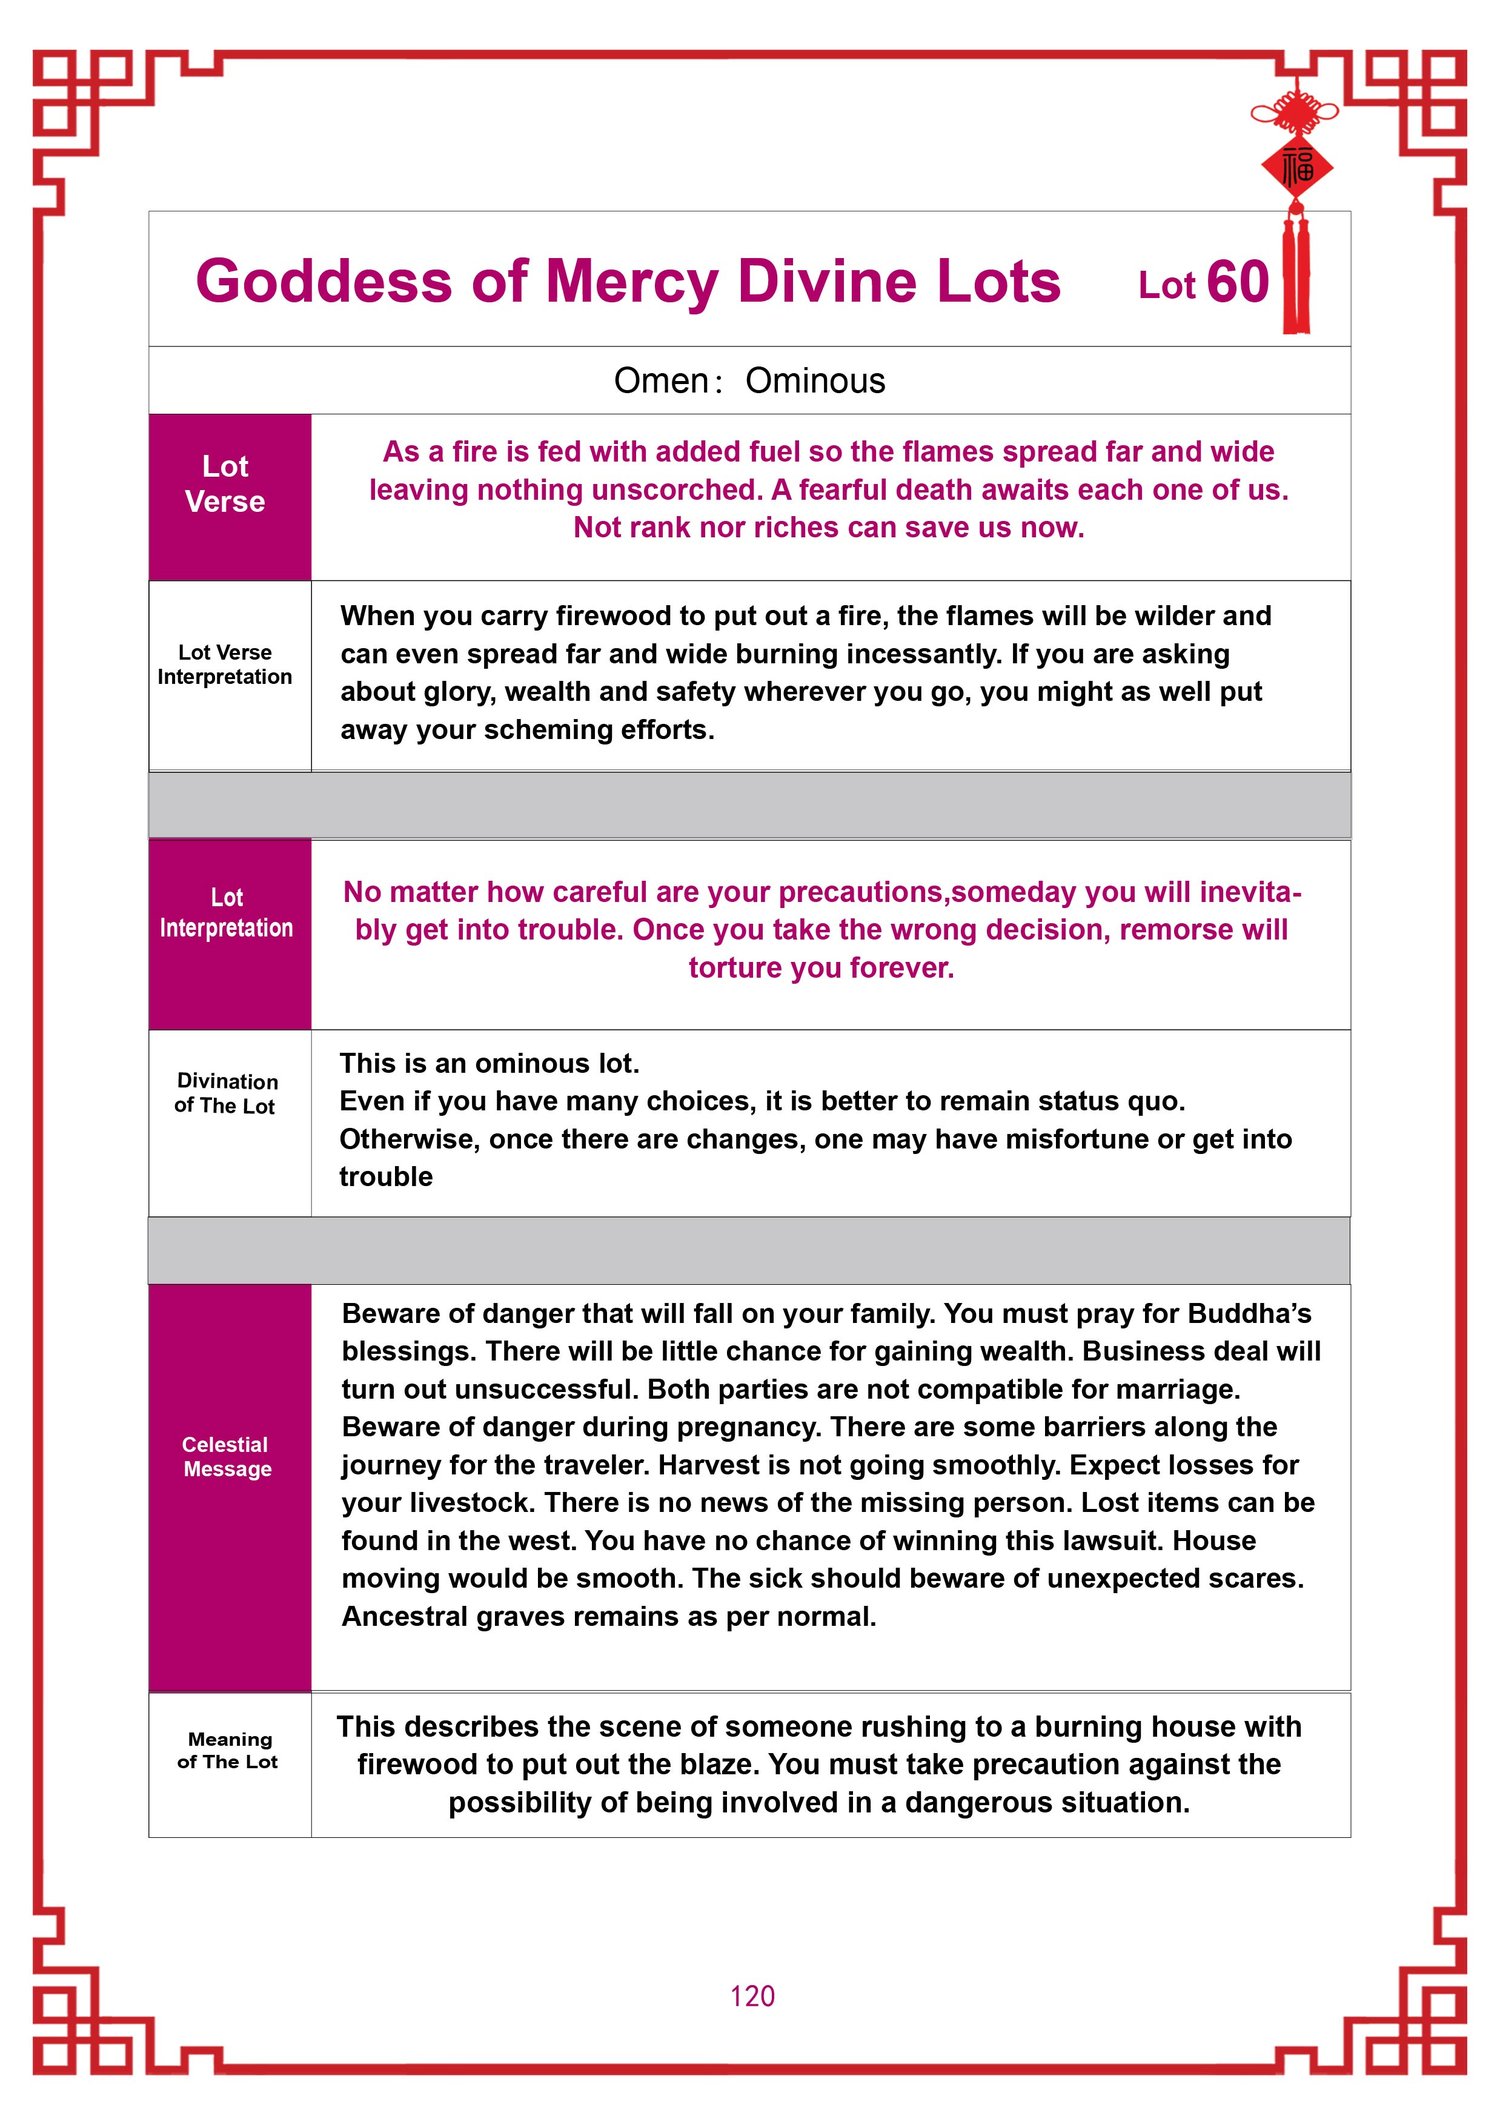 福
Goddess of Mercy Divine Lots Lot 60
Omen： Ominous
Lot
Verse
As a fire is fed with added fuel so the flames spread far and wide
leaving nothing unscorched. A fearful death awaits each one of us.
Not rank nor riches can save us now.
Lot Verse
Interpretation
When you carry firewood to put out a fire, the flames will be wilder and
can even spread far and wide burning incessantly. If you are asking
about glory, wealth and safety wherever you go, you might as well put
away your scheming efforts.
Lot
Interpretation
No matter how careful are your precautions,someday you will inevita-
bly get into trouble. Once you take the wrong decision, remorse will
torture you forever.
Divination
of The Lot
This is an ominous lot.
Even if you have many choices, it is better to remain status quo.
Otherwise, once there are changes, one may have misfortune or get into
trouble
Celestial
Message
Beware of danger that will fall on your family. You must pray for Buddha’s
blessings. There will be little chance for gaining wealth. Business deal will
turn out unsuccessful. Both parties are not compatible for marriage.
Beware of danger during pregnancy. There are some barriers along the
journey for the traveler. Harvest is not going smoothly. Expect losses for
your livestock. There is no news of the missing person. Lost items can be
found in the west. You have no chance of winning this lawsuit. House
moving would be smooth. The sick should beware of unexpected scares.
Ancestral graves remains as per normal.
Meaning
of The Lot
This describes the scene of someone rushing to a burning house with
firewood to put out the blaze. You must take precaution against the
possibility of being involved in a dangerous situation.
120